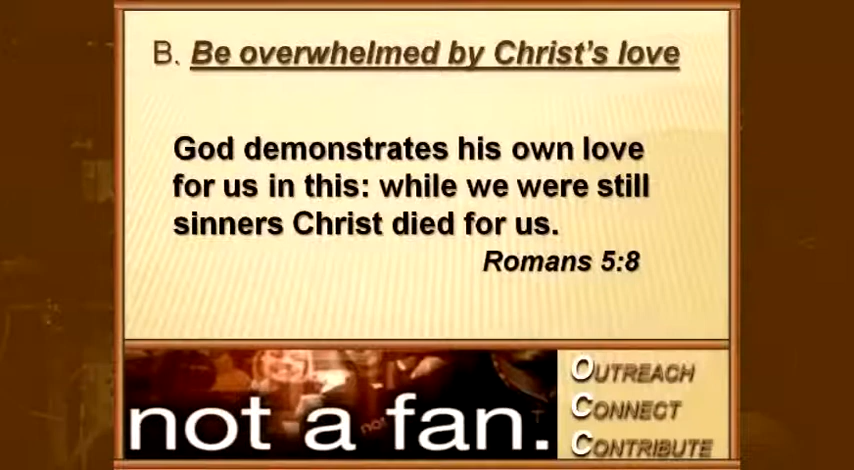 B. Be overwhelmed by Christ's love
God demonstrates his own love
for us in this: while we were still
sinners Christ died for us.
Romans 5:8
not
not a fan.
OUTREACH
CONNECT
CONTRIBUTE